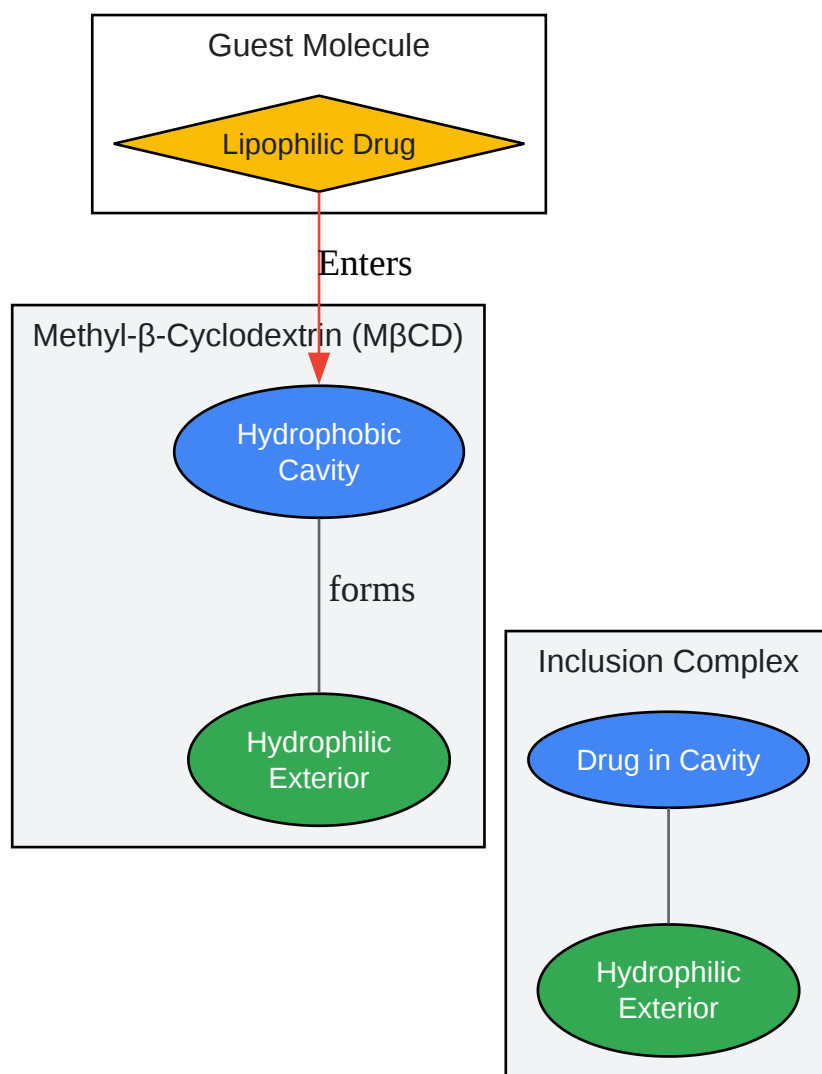 Guest Molecule
Lipophilic Drug
Enters
Methyl-β-Cyclodextrin (MβCD)
Hydrophobic
Cavity
forms
Hydrophilic
Exterior
Inclusion Complex
Drug in Cavity
Hydrophilic
Exterior